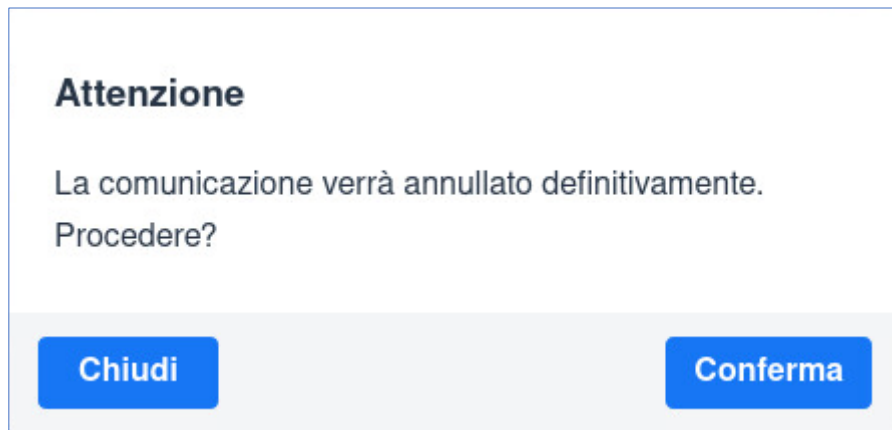 Attenzione
La comunicazione verrà annullato definitivamente.
Procedere?
Chiudi
Conferma